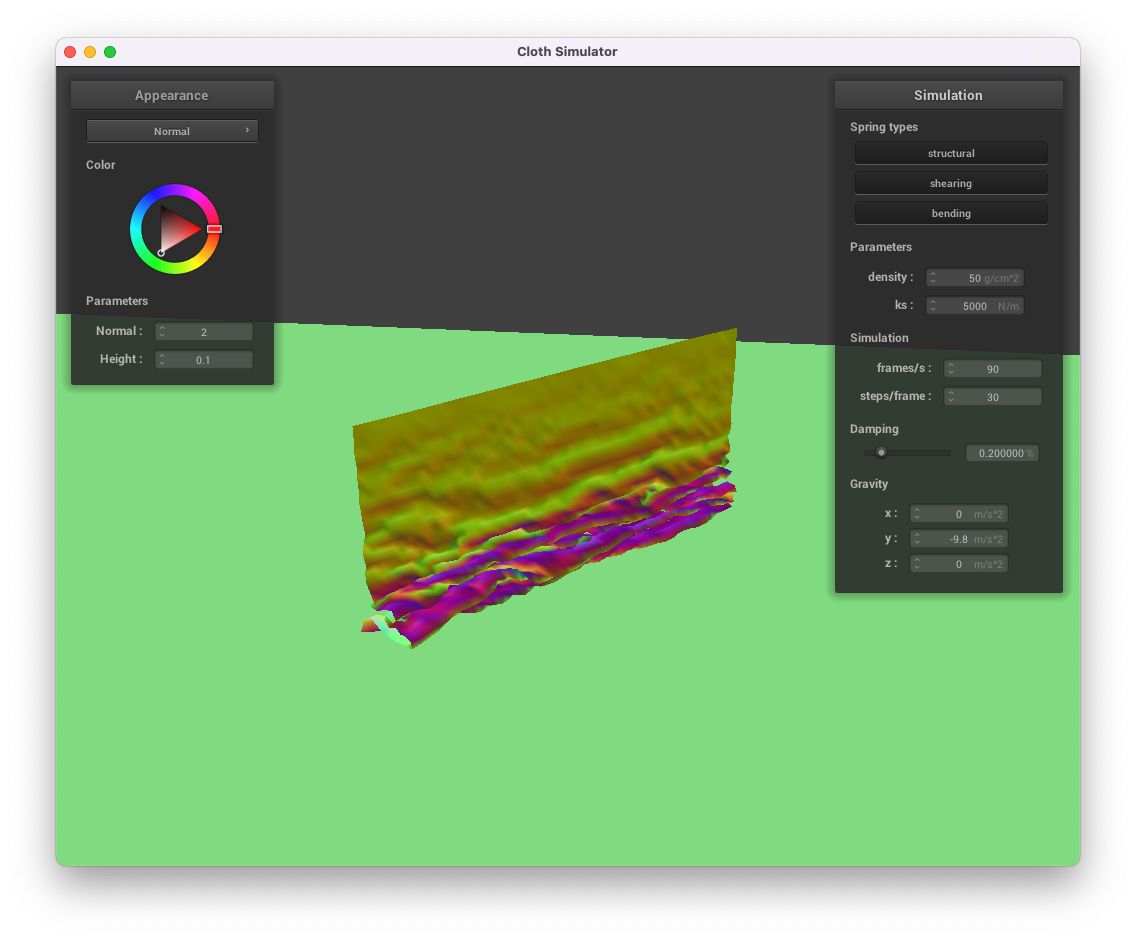 Cloth Simulator
Appearance
Normal
Color
Parameters
Normal : 2
Height : 0.1
Simulation
Spring types
structural
shearing
bending
Parameters
density : 50 g/cm^2
ks : 5000 N/m
Simulation
frames/s : 90
steps/frame : 30
Damping
0.200000 %
Gravity
x : 0 m/s^2
y : -9.8 m/s^2
z : 0 m/s^2